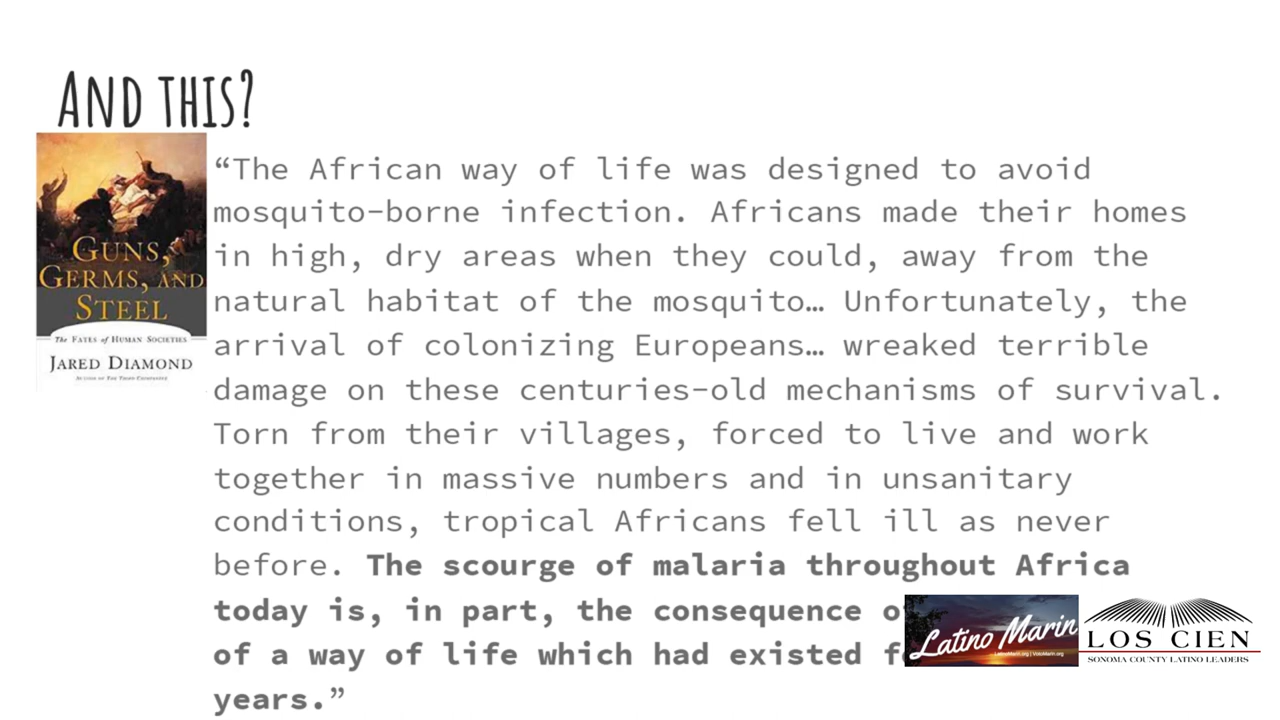 AND THIS?
GUNS,
GERMS, AND
STEEL
The FATES of HUMAN SOCIETIES
JARED DIAMOND
“The African way of life was designed to avoid
mosquito-borne infection. Africans made their homes
in high, dry areas when they could, away from the
natural habitat of the mosquito… Unfortunately, the
arrival of colonizing Europeans… wreaked terrible
damage on these centuries-old mechanisms of survival.
Torn from their villages, forced to live and work
together in massive numbers and in unsanitary
conditions, tropical Africans fell ill as never
before. The scourge of malaria throughout Africa
today is, in part, the consequence
of a way of life which had existed
years.”
Latino Marin
LatinoMarin.org | VotoMarin.org
LOS CIEN
SONOMA COUNTY LATINO LEADERS